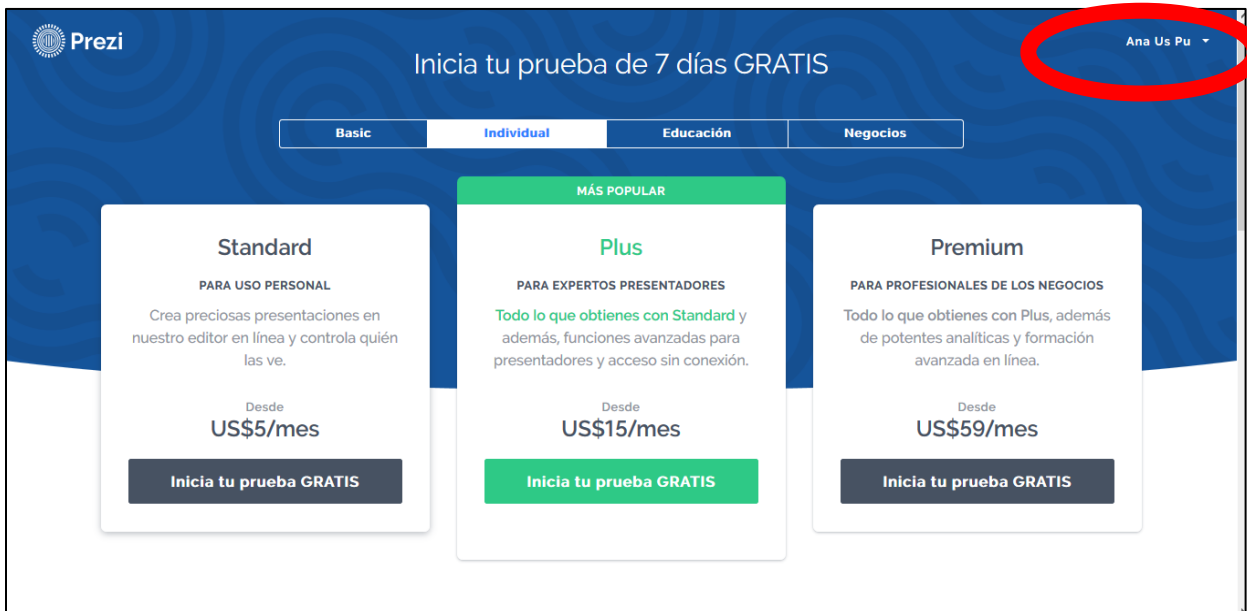 Prezi
Ana Us Pu
Inicia tu prueba de 7 días GRATIS
Basic
Individual
Educación
Negocios
MÁS POPULAR
Standard
PARA USO PERSONAL
Crea preciosas presentaciones en
nuestro editor en línea y controla quién
las ve.
Desde
US$5/mes
Inicia tu prueba GRATIS
Plus
PARA EXPERTOS PRESENTADORES
Todo lo que obtienes con Standard y
además, funciones avanzadas para
presentadores y acceso sin conexión.
Desde
US$15/mes
Inicia tu prueba GRATIS
Premium
PARA PROFESIONALES DE LOS NEGOCIOS
Todo lo que obtienes con Plus, además
de potentes analíticas y formación
avanzada en línea.
Desde
US$59/mes
Inicia tu prueba GRATIS